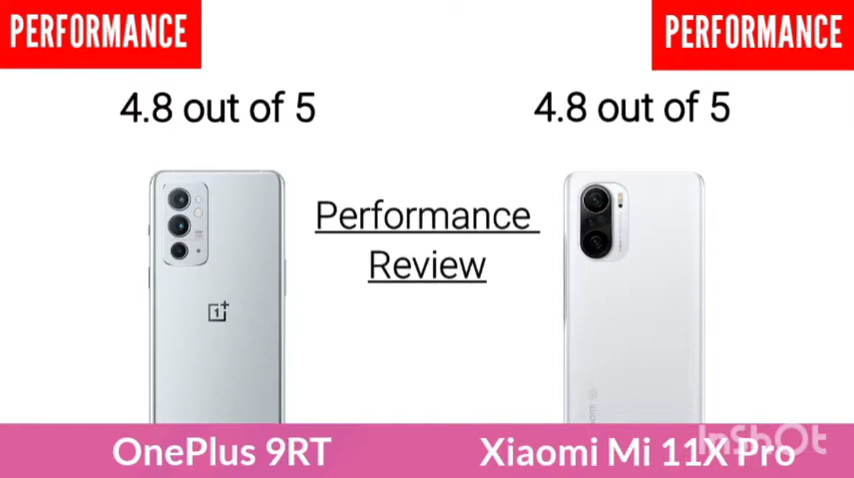 PERFORMANCE
PERFORMANCE
4.8 out of 5
4.8 out of 5
Performance
Review
OnePlus 9RT
Xiaomi Mi 11X Pro
InShOt